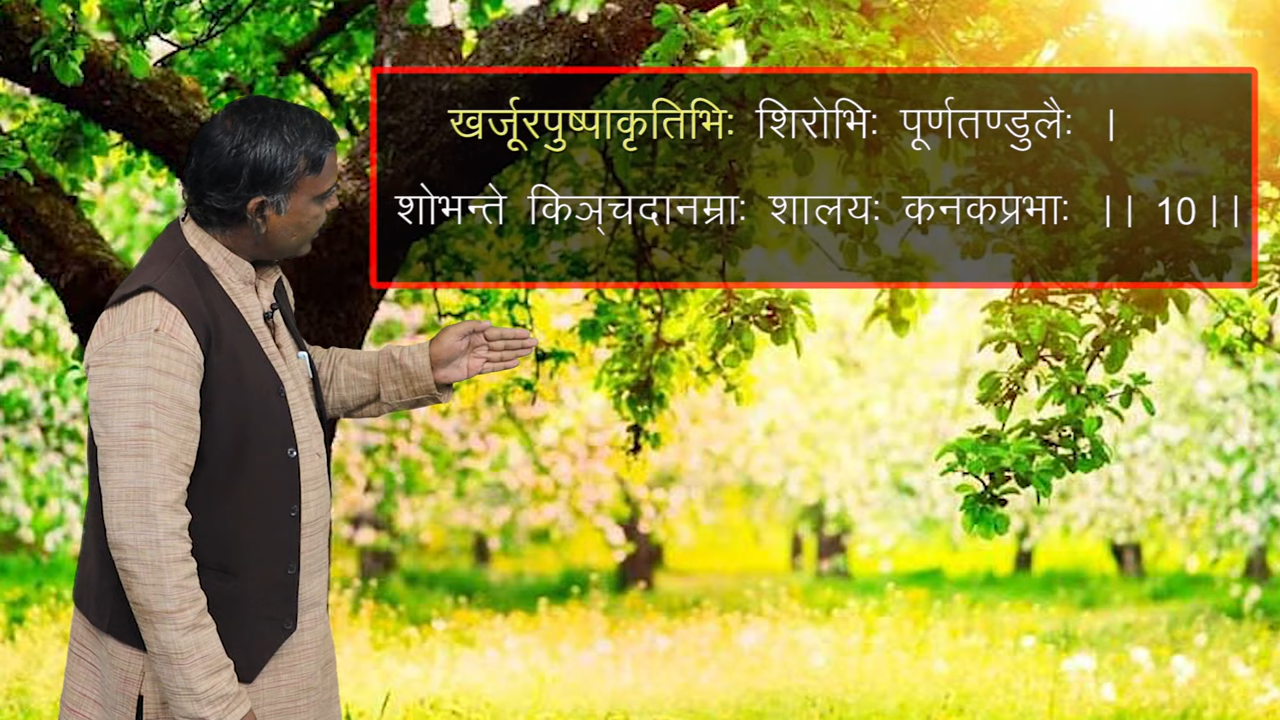 खर्जूरपुष्पाकृतिभिः शिरोभिः पूर्णतण्डुलैः ।
शोभन्ते किञ्चदानम्राः शालयः कनकप्रभाः ।। 10 ।।